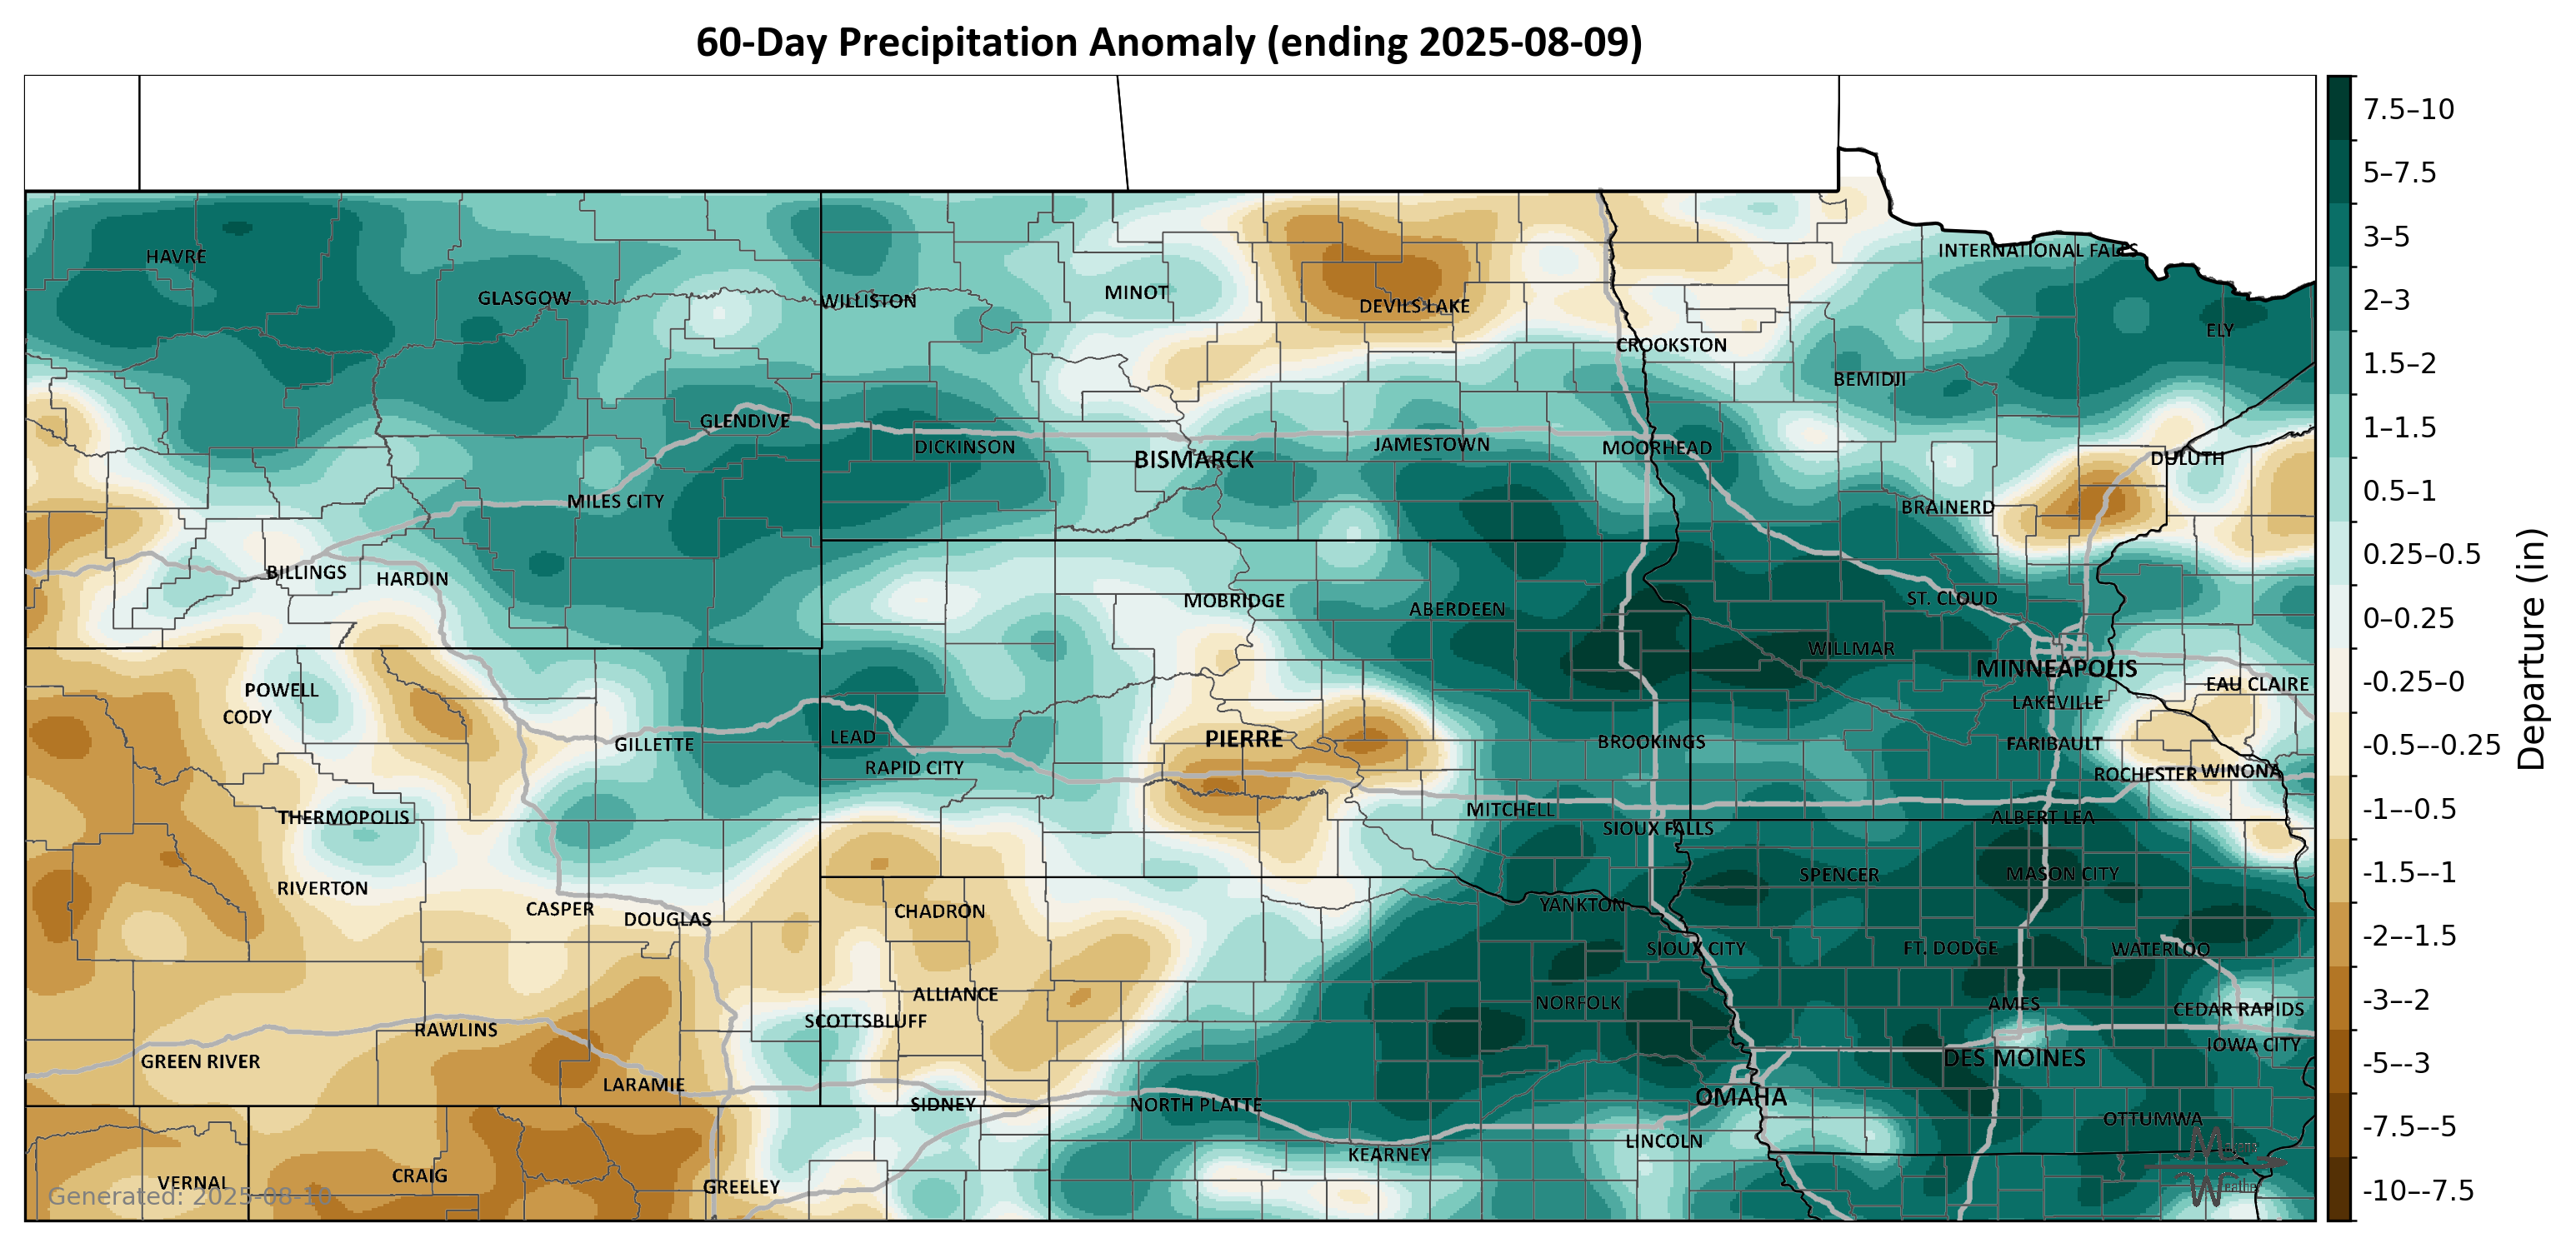 60-Day Precipitation Anomaly (ending 2025-08-09)
7.5–10
5–7.5
3–5
2–3
1.5–2
1–1.5
0.5–1
0.25–0.5
0–0.25
-0.25–0
-0.5–-0.25
-1–-0.5
-1.5–-1
-2–-1.5
-3–-2
-5–-3
-7.5–-5
-10–-7.5
Departure (in)
HAVRE
INTERNATIONAL FALLS
GLASGOW
WILLISTON
MINOT
DEVILS LAKE
ELY
CROOKSTON
BEMIDJI
GLENDIVE
DICKINSON
BISMARCK
JAMESTOWN
MOORHEAD
DULUTH
MILES CITY
BRAINERD
BILLINGS
HARDIN
MOBRIDGE
ABERDEEN
ST. CLOUD
WILLMAR
MINNEAPOLIS
POWELL
EAU CLAIRE
CODY
LAKEVILLE
GILLETTE
LEAD
PIERRE
BROOKINGS
FARIBAULT
RAPID CITY
ROCHESTER
WINONA
THERMOPOLIS
MITCHELL
SIOUX FALLS
ALBERT LEA
RIVERTON
SPENCER
MASON CITY
CASPER
DOUGLAS
CHADRON
YANKTON
SIOUX CITY
FT. DODGE
WATERLOO
ALLIANCE
NORFOLK
AMES
CEDAR RAPIDS
SCOTTSBLUFF
RAWLINS
IOWA CITY
GREEN RIVER
DES MOINES
LARAMIE
SIDNEY
NORTH PLATTE
OMAHA
OTTUMWA
LINCOLN
KEARNEY
VERNAL
CRAIG
GREELEY
Generated: 2025-08-10